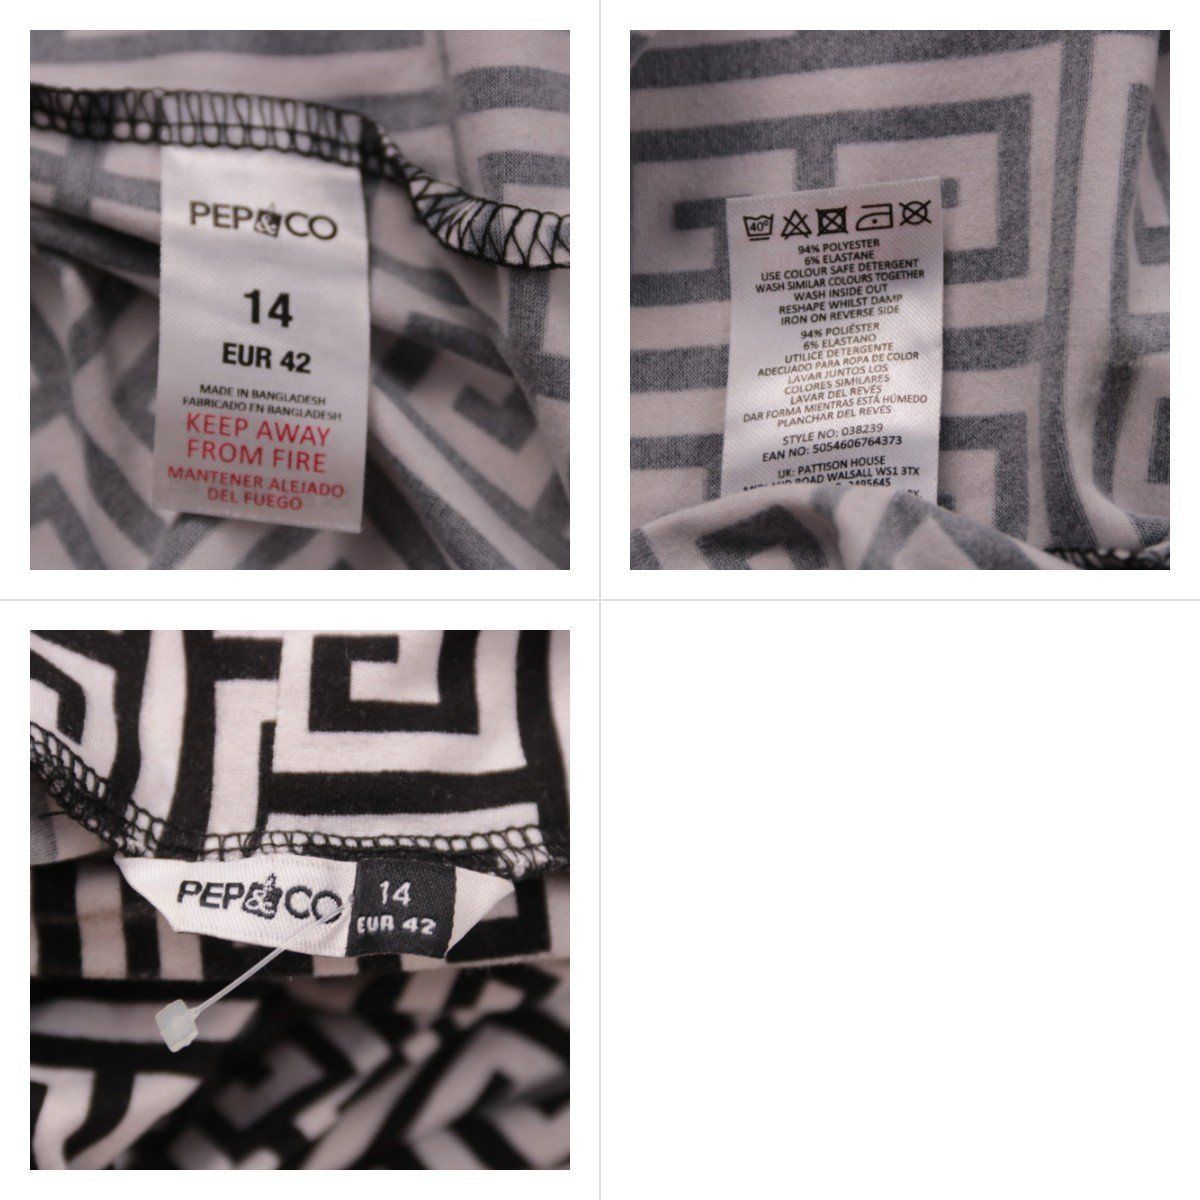 PEP&CO
14
EUR 42
MADE IN BANGLADESH
FABRICADO EN BANGLADESH
KEEP AWAY
FROM FIRE
MANTENER ALEJADO
DEL FUEGO
40°
94% POLYESTER
6% ELASTANE
USE COLOUR SAFE DETERGENT
WASH SIMILAR COLOURS TOGETHER
WASH INSIDE OUT
RESHAPE WHILST DAMP
IRON ON REVERSE SIDE
94% POLIÉSTER
6% ELASTANO
UTILICE DETERGENTE
ADECUADO PARA ROPA DE COLOR
LAVAR JUNTOS LOS
COLORES SIMILARES
LAVAR DEL REVÉS
DAR FORMA MIENTRAS ESTÁ HÚMEDO
PLANCHAR DEL REVÉS
STYLE NO: 038239
EAN NO: 5054606764373
UK: PATTISON HOUSE
ROAD WALSALL WS1 3TX
2495645
PEP&CO
14
EUR 42